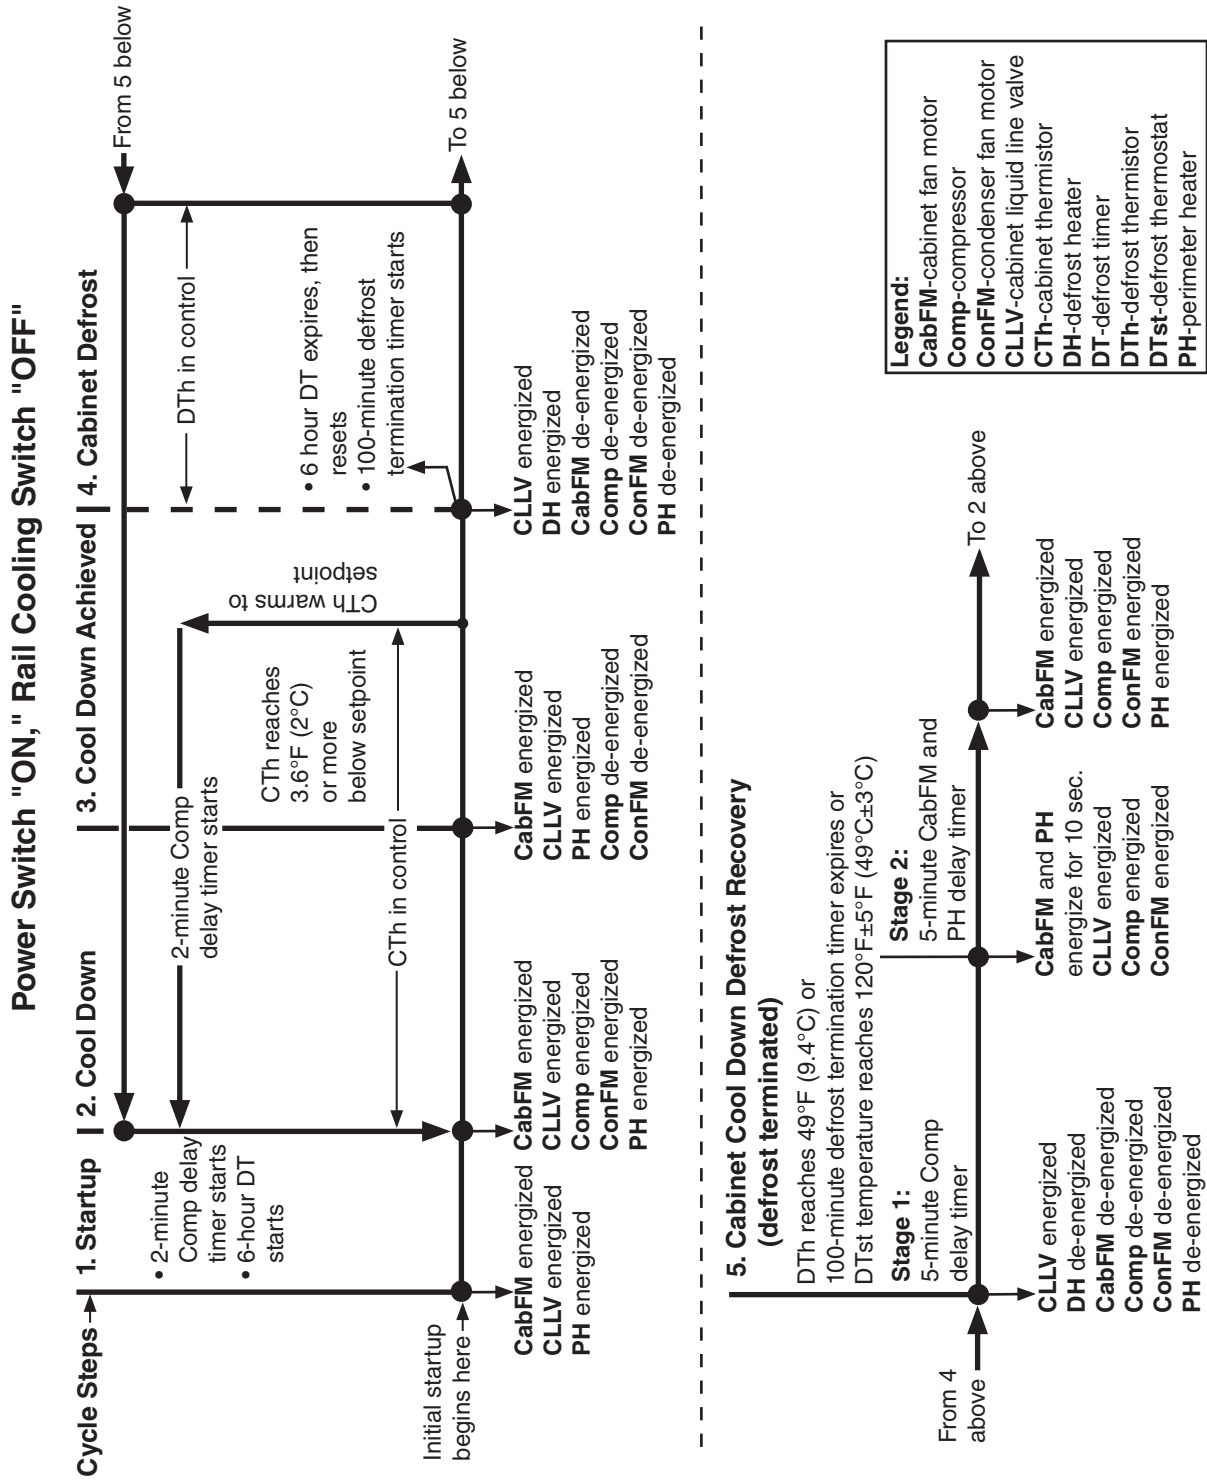 Power Switch "ON," Rail Cooling Switch "OFF"
Cycle Steps
1. Startup
2. Cool Down
3. Cool Down Achieved
4. Cabinet Defrost
From 5 below
• 2-minute
Comp delay
timer starts
• 6-hour DT
starts
2-minute Comp
delay timer starts
CTh reaches
3.6°F (2°C)
or more
below setpoint
CTh warms to
setpoint
CTh in control
DTh in control
• 6 hour DT expires, then
resets
• 100-minute defrost
termination timer starts
Initial startup
begins here
To 5 below
CabFM energized
CLLV energized
PH energized
CabFM energized
CLLV energized
Comp energized
ConFM energized
PH energized
CabFM energized
CLLV energized
PH energized
Comp de-energized
ConFM de-energized
CLLV energized
DH energized
CabFM de-energized
Comp de-energized
ConFM de-energized
PH de-energized
5. Cabinet Cool Down Defrost Recovery
(defrost terminated)
DTh reaches 49°F (9.4°C) or
100-minute defrost termination timer expires or
DTst temperature reaches 120°F±5°F (49°C±3°C)
Stage 1:
5-minute Comp
delay timer
Stage 2:
5-minute CabFM and
PH delay timer
From 4
above
To 2 above
CLLV energized
DH de-energized
CabFM de-energized
Comp de-energized
ConFM de-energized
PH de-energized
CabFM and PH
energize for 10 sec.
CLLV energized
Comp energized
ConFM energized
CabFM energized
CLLV energized
Comp energized
ConFM energized
PH energized
Legend:
CabFM-cabinet fan motor
Comp-compressor
ConFM-condenser fan motor
CLLV-cabinet liquid line valve
CTh-cabinet thermistor
DH-defrost heater
DT-defrost timer
DTh-defrost thermistor
DTst-defrost thermostat
PH-perimeter heater